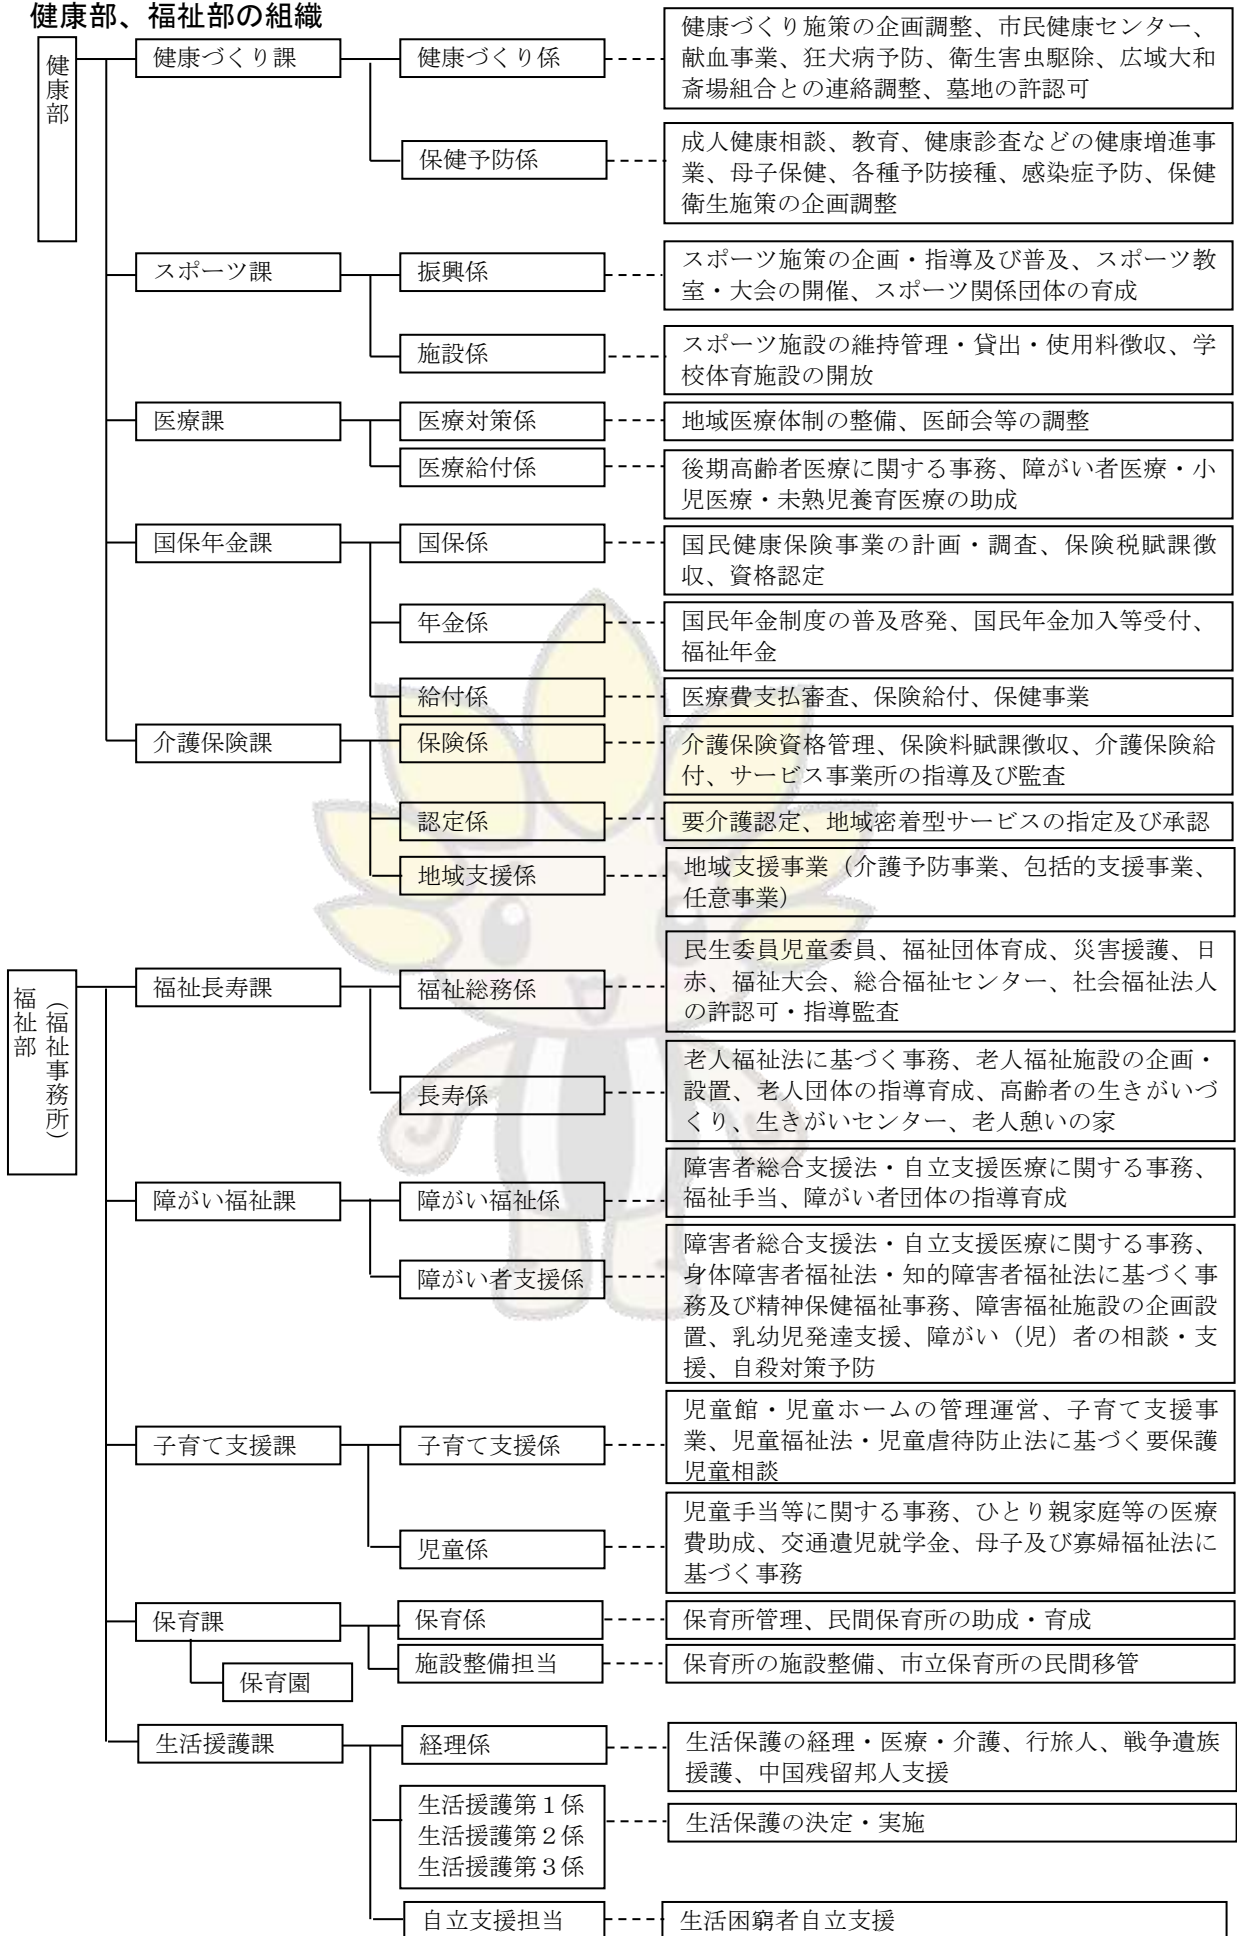 健康部、福祉部の組織
健康部
健康づくり課
健康づくり係
健康づくり施策の企画調整、市民健康センター、
献血事業、狂犬病予防、衛生害虫駆除、広域大和
斎場組合との連絡調整、墓地の許認可
保健予防係
成人健康相談、教育、健康診査などの健康増進事
業、母子保健、各種予防接種、感染症予防、保健
衛生施策の企画調整
スポーツ課
振興係
スポーツ施策の企画・指導及び普及、スポーツ教
室・大会の開催、スポーツ関係団体の育成
施設係
スポーツ施設の維持管理・貸出・使用料徴収、学
校体育施設の開放
医療課
医療対策係
地域医療体制の整備、医師会等の調整
医療給付係
後期高齢者医療に関する事務、障がい者医療・小
児医療・未熟児養育医療の助成
国保年金課
国保係
国民健康保険事業の計画・調査、保険税賦課徴
収、資格認定
年金係
国民年金制度の普及啓発、国民年金加入等受付、
福祉年金
給付係
医療費支払審査、保険給付、保健事業
介護保険課
保険係
介護保険資格管理、保険料賦課徴収、介護保険給
付、サービス事業所の指導及び監査
認定係
要介護認定、地域密着型サービスの指定及び承認
地域支援係
地域支援事業（介護予防事業、包括的支援事業、
任意事業）
福祉部
（福祉事務所）
福祉長寿課
福祉総務係
民生委員児童委員、福祉団体育成、災害援護、日
赤、福祉大会、総合福祉センター、社会福祉法人
の許認可・指導監査
長寿係
老人福祉法に基づく事務、老人福祉施設の企画・
設置、老人団体の指導育成、高齢者の生きがいづ
くり、生きがいセンター、老人憩いの家
障がい福祉課
障がい福祉係
障害者総合支援法・自立支援医療に関する事務、
福祉手当、障がい者団体の指導育成
障がい者支援係
障害者総合支援法・自立支援医療に関する事務、
身体障害者福祉法・知的障害者福祉法に基づく事
務及び精神保健福祉事務、障害福祉施設の企画設
置、乳幼児発達支援、障がい（児）者の相談・支
援、自殺対策予防
子育て支援課
子育て支援係
児童館・児童ホームの管理運営、子育て支援事
業、児童福祉法・児童虐待防止法に基づく要保護
児童相談
児童係
児童手当等に関する事務、ひとり親家庭等の医療
費助成、交通遺児就学金、母子及び寡婦福祉法に
基づく事務
保育課
保育係
保育所管理、民間保育所の助成・育成
施設整備担当
保育所の施設整備、市立保育所の民間移管
保育園
生活援護課
経理係
生活保護の経理・医療・介護、行旅人、戦争遺族
援護、中国残留邦人支援
生活援護第１係
生活援護第２係
生活援護第３係
生活保護の決定・実施
自立支援担当
生活困窮者自立支援